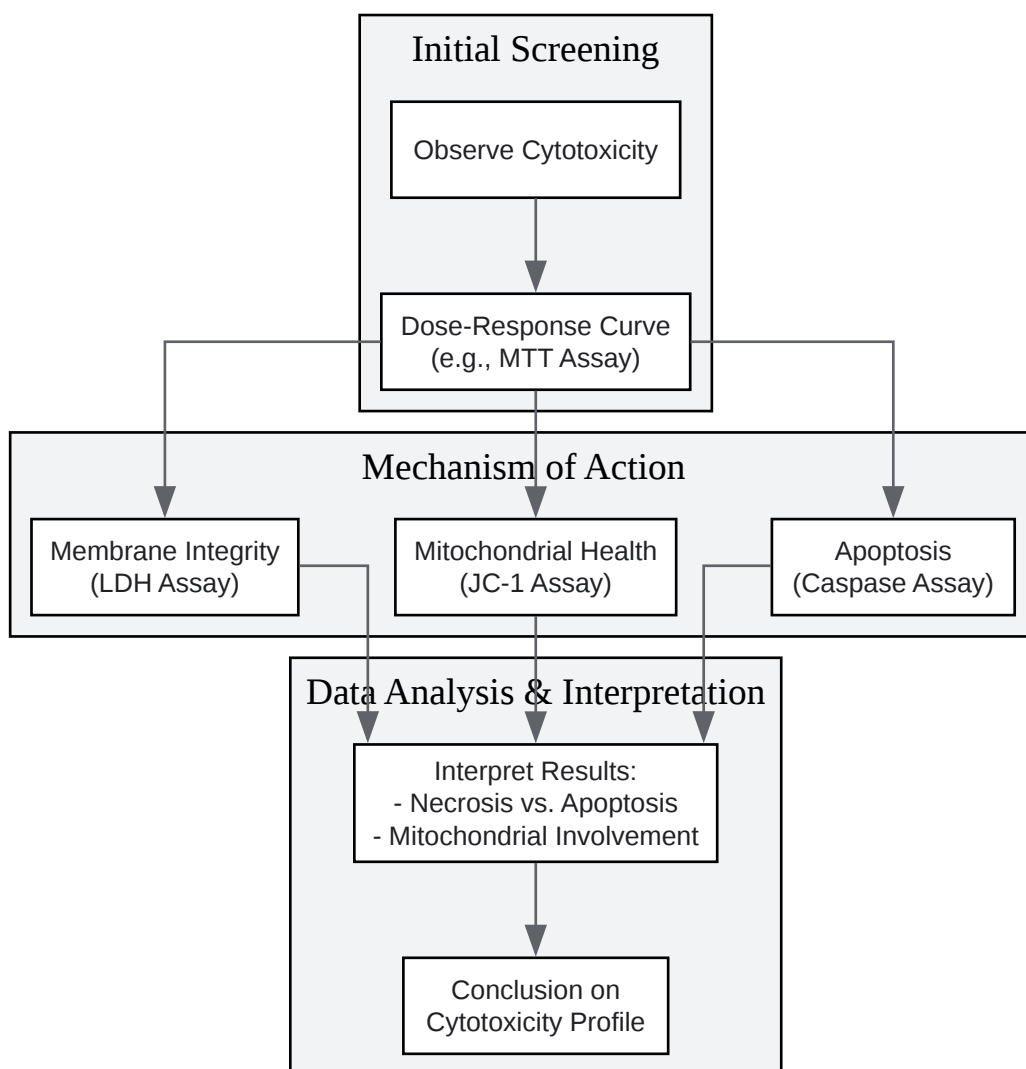 Initial Screening
Observe Cytotoxicity
Dose-Response Curve
(e.g., MTT Assay)
Mechanism of Action
Membrane Integrity
(LDH Assay)
Mitochondrial Health
(JC-1 Assay)
Apoptosis
(Caspase Assay)
Data Analysis & Interpretation
Interpret Results:
- Necrosis vs. Apoptosis
- Mitochondrial Involvement
Conclusion on
Cytotoxicity Profile